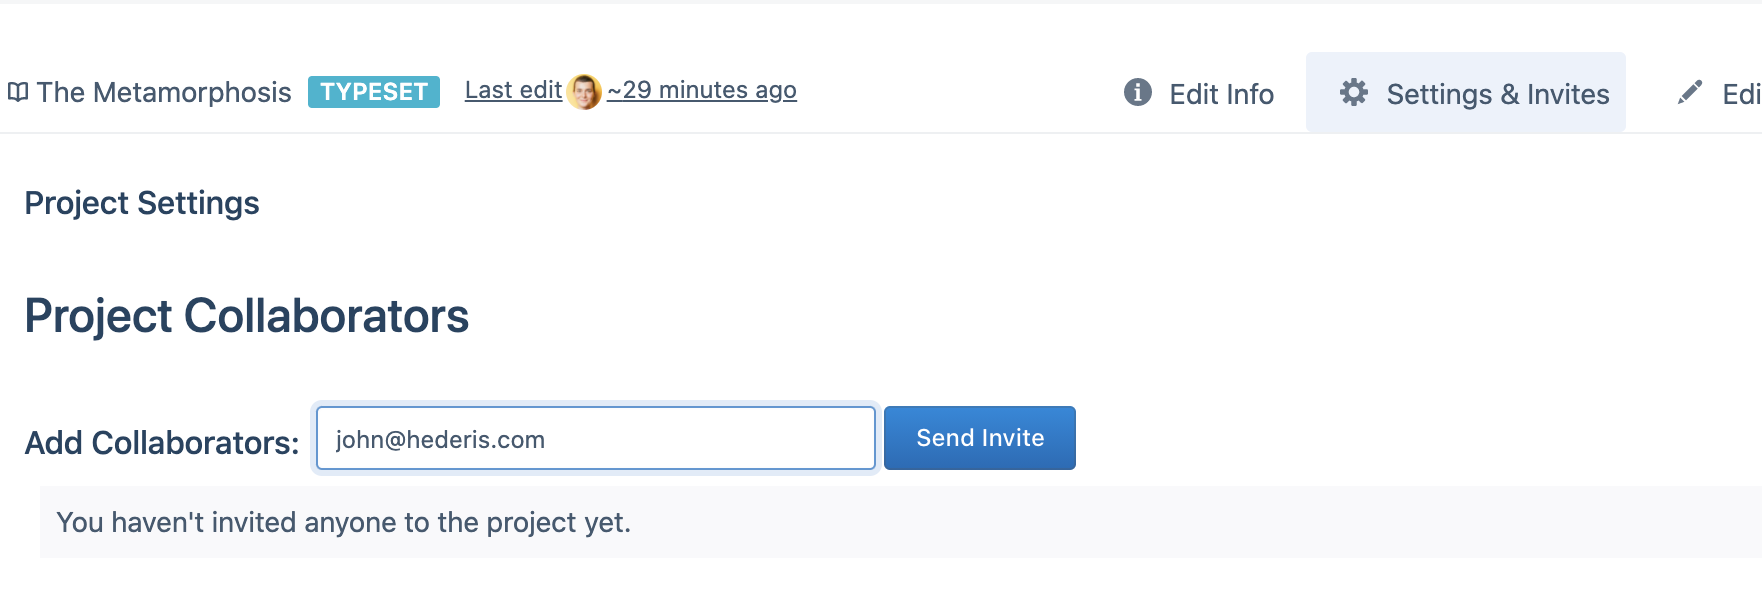 The Metamorphosis TYPESET Last edit ~29 minutes ago Edit Info Settings & Invites Edi
Project Settings
Project Collaborators
Add Collaborators: john@hederis.com Send Invite
You haven't invited anyone to the project yet.